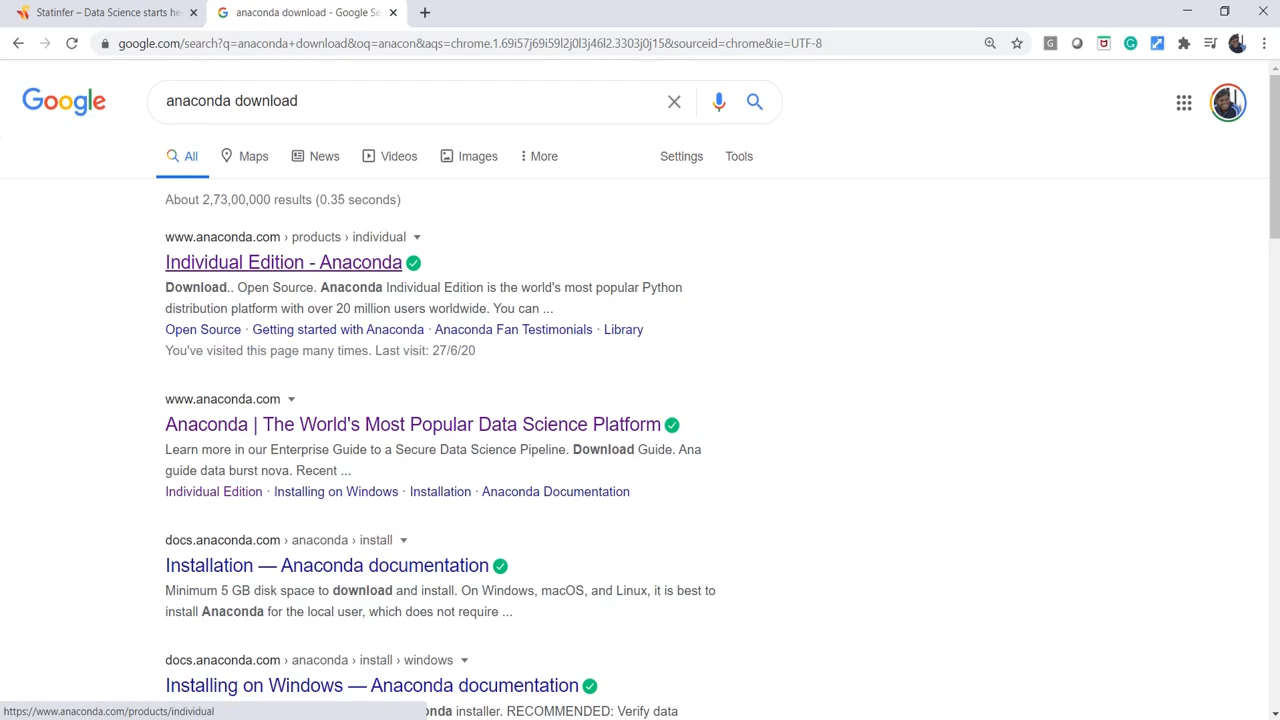 Statinfer – Data Science starts he
anaconda download - Google Se
google.com/search?q=anaconda+download&oq=anacon&aqs=chrome.1.69i57j69i59l2j0l3j46l2.3303j0j15&sourceid=chrome&ie=UTF-8
Google
anaconda download
All
Maps
News
Videos
Images
More
Settings
Tools
About 2,73,00,000 results (0.35 seconds)
www.anaconda.com › products › individual
Individual Edition - Anaconda
Download.. Open Source. Anaconda Individual Edition is the world's most popular Python
distribution platform with over 20 million users worldwide. You can ...
Open Source · Getting started with Anaconda · Anaconda Fan Testimonials · Library
You've visited this page many times. Last visit: 27/6/20
www.anaconda.com
Anaconda | The World's Most Popular Data Science Platform
Learn more in our Enterprise Guide to a Secure Data Science Pipeline. Download Guide. Ana
guide data burst nova. Recent ...
Individual Edition · Installing on Windows · Installation · Anaconda Documentation
docs.anaconda.com › anaconda › install
Installation — Anaconda documentation
Minimum 5 GB disk space to download and install. On Windows, macOS, and Linux, it is best to
install Anaconda for the local user, which does not require ...
docs.anaconda.com › anaconda › install › windows
Installing on Windows — Anaconda documentation
onda installer. RECOMMENDED: Verify data
https://www.anaconda.com/products/individual